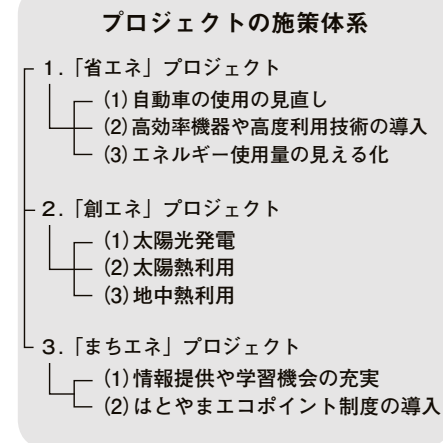 プロジェクトの施策体系
1.「省エネ」プロジェクト
(1)自動車の使用の見直し
(2)高効率機器や高度利用技術の導入
(3)エネルギー使用量の見える化
2.「創エネ」プロジェクト
(1)太陽光発電
(2)太陽熱利用
(3)地中熱利用
3.「まちエネ」プロジェクト
(1)情報提供や学習機会の充実
(2)はとやまエコポイント制度の導入